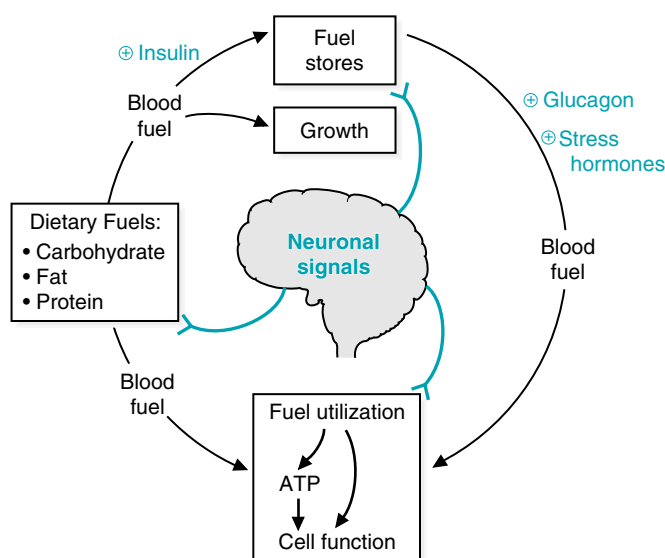 Fuel
stores
⊕ Insulin
Blood
fuel
Growth
⊕ Glucagon
⊕ Stress
hormones
Dietary Fuels:
• Carbohydrate
• Fat
• Protein
Neuronal
signals
Blood
fuel
Blood
fuel
Fuel utilization
ATP
Cell function